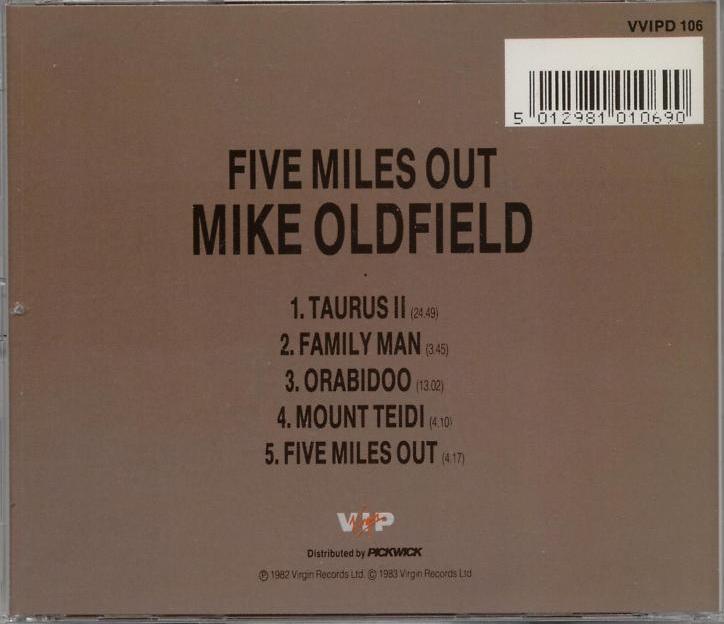 VVIPD 106
5 012981 010690
FIVE MILES OUT
MIKE OLDFIELD
1. TAURUS II (24.49)
2. FAMILY MAN (3.45)
3. ORABIDOO (13.02)
4. MOUNT TEIDI (4.10)
5. FIVE MILES OUT (4.17)
VIP
Virgin
Distributed by PICKWICK
Ⓟ 1982 Virgin Records Ltd. © 1983 Virgin Records Ltd